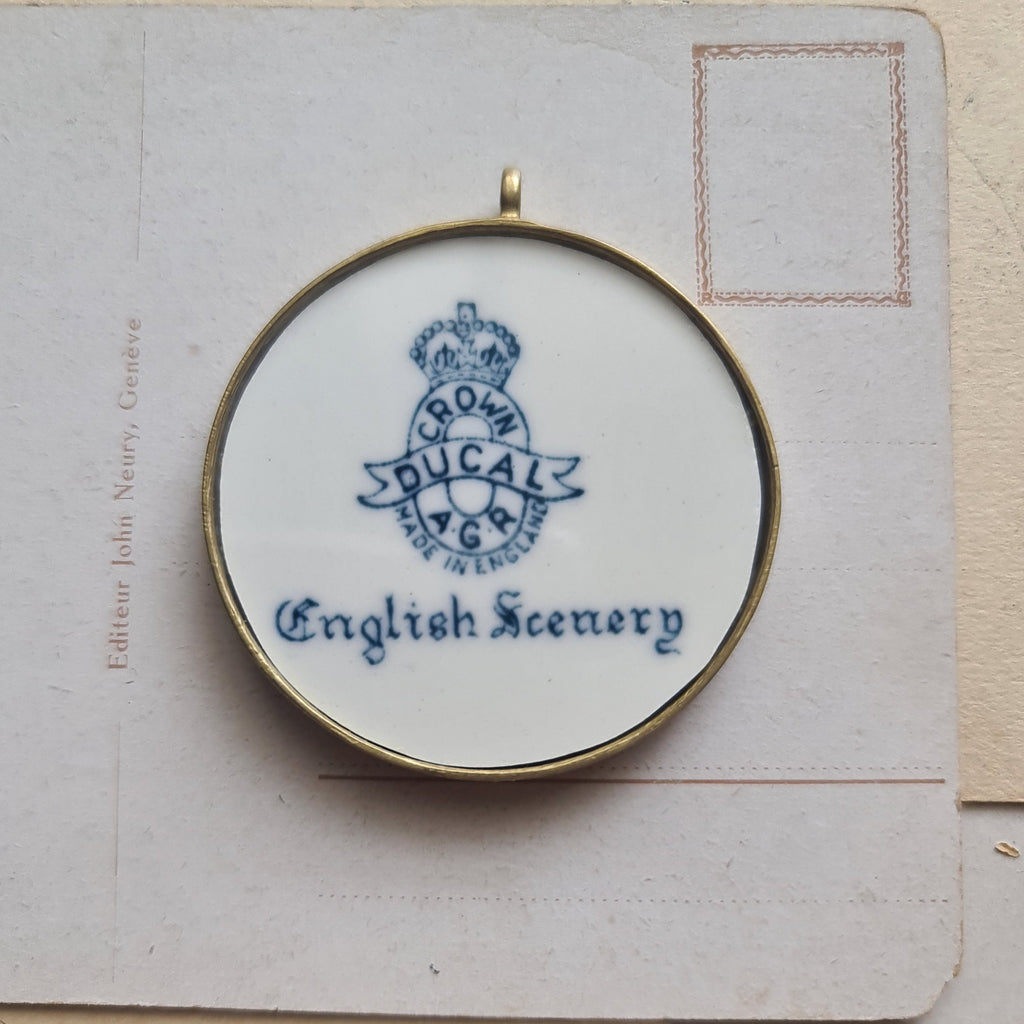 CROWN
DUCAL
A.G.R
MADE IN ENGLAND
English Scenery
Editeur John Neury, Genève